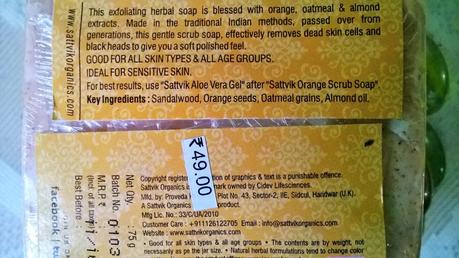 This exfoliating herbal soap is blessed with orange, oatmeal & almond
extracts. Made in the traditional Indian methods, passed over from
generations, this gentle scrub soap, effectively removes dead skin cells and
black heads to give you a soft polished feel.
GOOD FOR ALL SKIN TYPES & ALL AGE GROUPS.
IDEAL FOR SENSITIVE SKIN.
For best results, use "Sattvik Aloe Vera Gel" after "Sattvik Orange Scrub Soap".
Key Ingredients : Sandalwood, Orange seeds, Oatmeal grains, Almond oil.
www.sattvikorganics.com
₹49.00
Copyright registered of graphics & text is a punishable offence.
Sattvik Organics is mark owned by Cidev Lifesciences.
Mfd. by: Proveda Plot No. 43, Sector-2, IIE, Sidcul, Haridwar (U.K).
A Sattvik Organics product.
Mfg Lic. No.: 33/C/UA/2010
Customer Care : +911126122705 Email : info@sattvikorganics.com
Website : www.sattvikorganics.com
• Good for all skin types & all age groups • The contents are by weight, not
necessarily as the jar size. • Natural herbal formulations tend to change color
Net Qty. 75 g
Batch No. 0103
M.R.P.₹
(Incl of all
Best Before
facebook